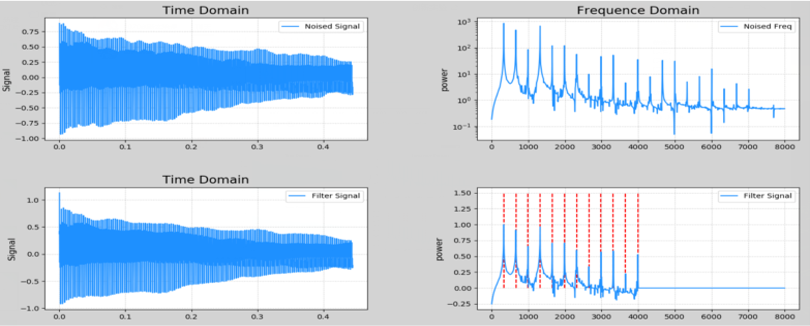 Time Domain
Noised Signal
Signal
0.75
0.50
0.25
0.00
−0.25
−0.50
−0.75
−1.00
0.0 0.1 0.2 0.3 0.4
Frequency Domain
Noised Freq
power
10³
10²
10¹
10⁰
10⁻¹
0 1000 2000 3000 4000 5000 6000 7000 8000
Time Domain
Filter Signal
Signal
1.0
0.5
0.0
−0.5
−1.0
0.0 0.1 0.2 0.3 0.4
Filter Signal
power
1.50
1.25
1.00
0.75
0.50
0.25
0.00
−0.25
0 1000 2000 3000 4000 5000 6000 7000 8000